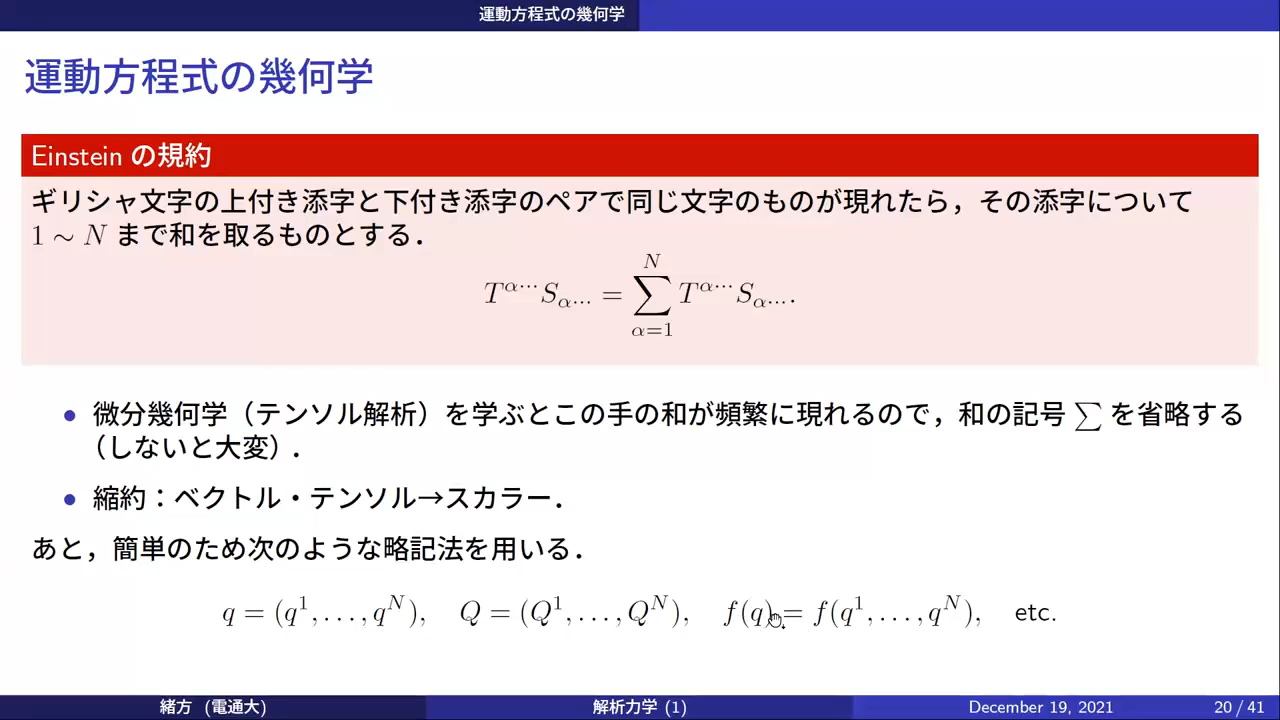 運動方程式の幾何学
運動方程式の幾何学
Einstein の規約
ギリシャ文字の上付き添字と下付き添字のペアで同じ文字のものが現れたら，その添字について
1 ∼ N まで和を取るものとする．
T^{α⋯} S_{α⋯} = ∑_{α=1}^{N} T^{α⋯} S_{α⋯}.
• 微分幾何学（テンソル解析）を学ぶとこの手の和が頻繁に現れるので，和の記号 ∑ を省略する
（しないと大変）．
• 縮約：ベクトル・テンソル→スカラー．
あと，簡単のため次のような略記法を用いる．
q = (q^1, . . . , q^N), Q = (Q^1, . . . , Q^N), f(q) = f(q^1, . . . , q^N), etc.
緒方 (電通大) 解析力学 (1) December 19, 2021 20 / 41